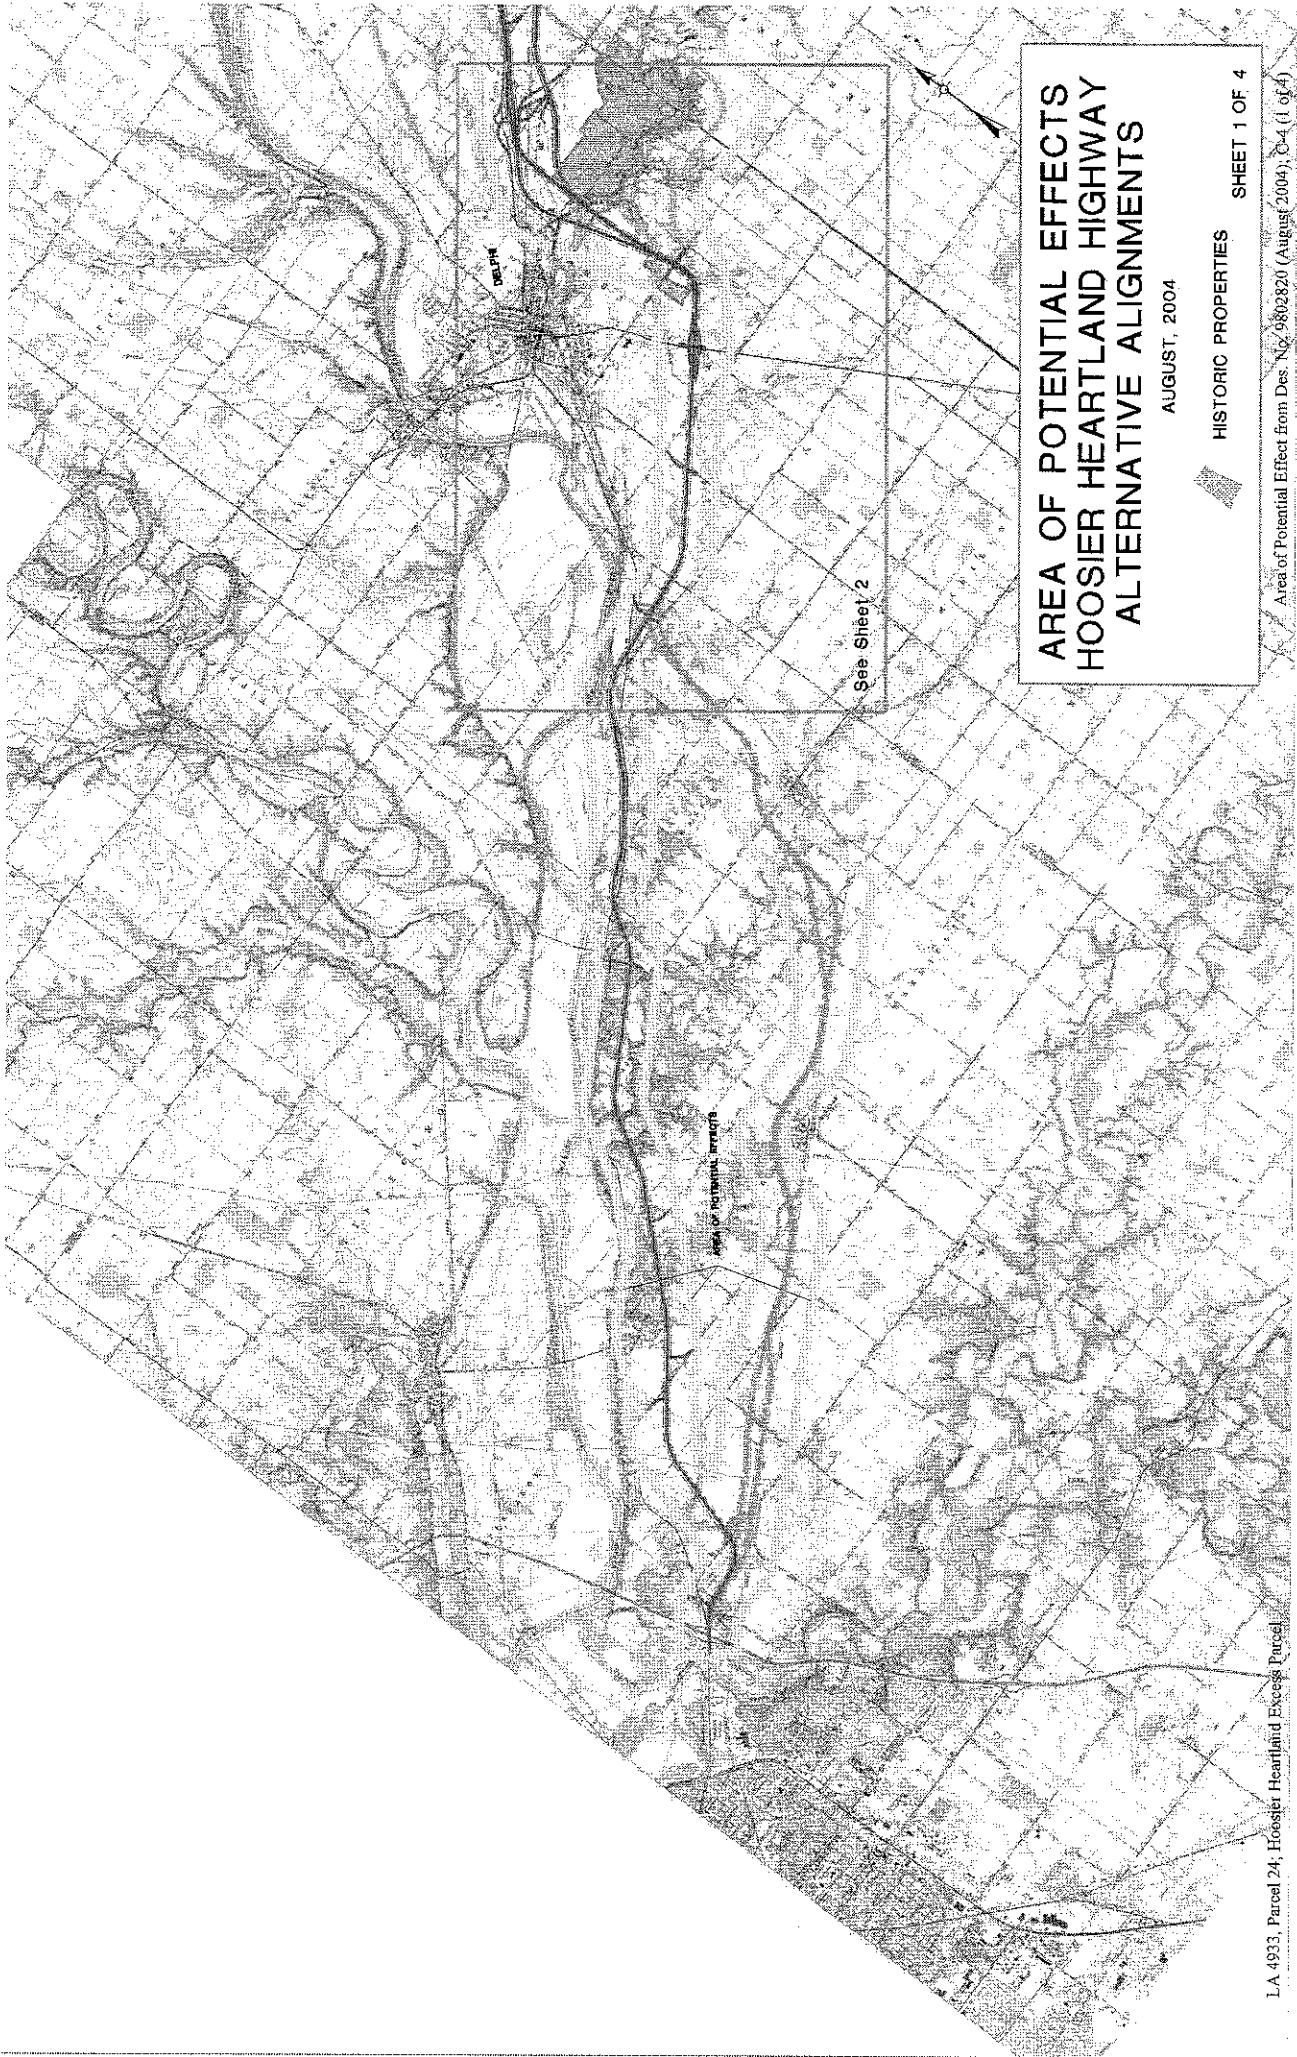 DELPHI
See Sheet 2
AREA OF POTENTIAL EFFECTS
AREA OF POTENTIAL EFFECTS
HOOSIER HEARTLAND HIGHWAY
ALTERNATIVE ALIGNMENTS
AUGUST, 2004
HISTORIC PROPERTIES
SHEET 1 OF 4
LA 4933, Parcel 24; Hoosier Heartland Excess Parcel
Area of Potential Effect from Des. No. 9802820 (August 2004); C-4 (1 of 4)